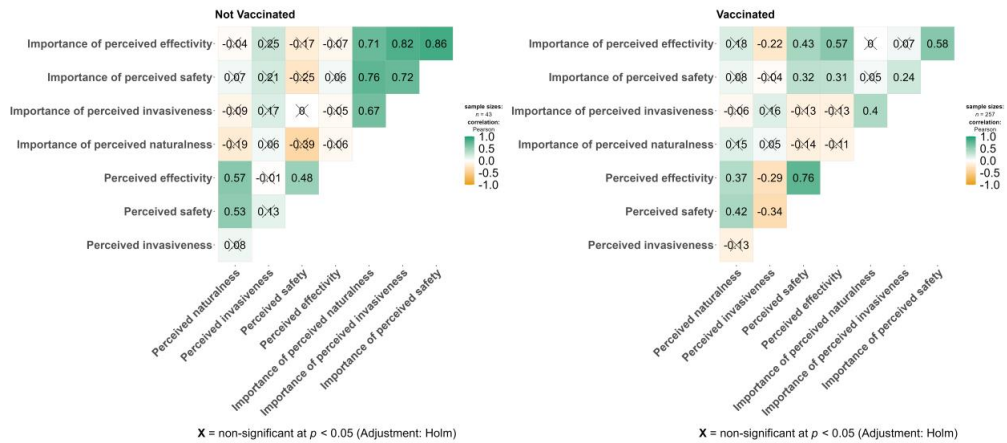 Not Vaccinated
Importance of perceived effectivity -0.04 0.25 -0.17 -0.07 0.71 0.82 0.86
Importance of perceived safety 0.07 0.21 -0.25 0.06 0.76 0.72
Importance of perceived invasiveness -0.09 0.17 0 -0.05 0.67
Importance of perceived naturalness -0.19 0.06 -0.39 -0.06
Perceived effectivity 0.57 -0.01 0.48
Perceived safety 0.53 0.13
Perceived invasiveness 0.08
Perceived naturalness
Perceived invasiveness
Perceived safety
Perceived effectivity
Importance of perceived naturalness
Importance of perceived invasiveness
Importance of perceived safety
sample sizes:
n = 43
correlation:
Pearson
1.0
0.5
0.0
-0.5
-1.0
X = non-significant at p < 0.05 (Adjustment: Holm)
Vaccinated
Importance of perceived effectivity 0.18 -0.22 0.43 0.57 0 0.07 0.58
Importance of perceived safety 0.08 -0.04 0.32 0.31 0.05 0.24
Importance of perceived invasiveness -0.06 0.16 -0.13 -0.13 0.4
Importance of perceived naturalness 0.15 0.05 -0.14 -0.11
Perceived effectivity 0.37 -0.29 0.76
Perceived safety 0.42 -0.34
Perceived invasiveness -0.13
Perceived naturalness
Perceived invasiveness
Perceived safety
Perceived effectivity
Importance of perceived naturalness
Importance of perceived invasiveness
Importance of perceived safety
sample sizes:
n = 257
correlation:
Pearson
1.0
0.5
0.0
-0.5
-1.0
X = non-significant at p < 0.05 (Adjustment: Holm)